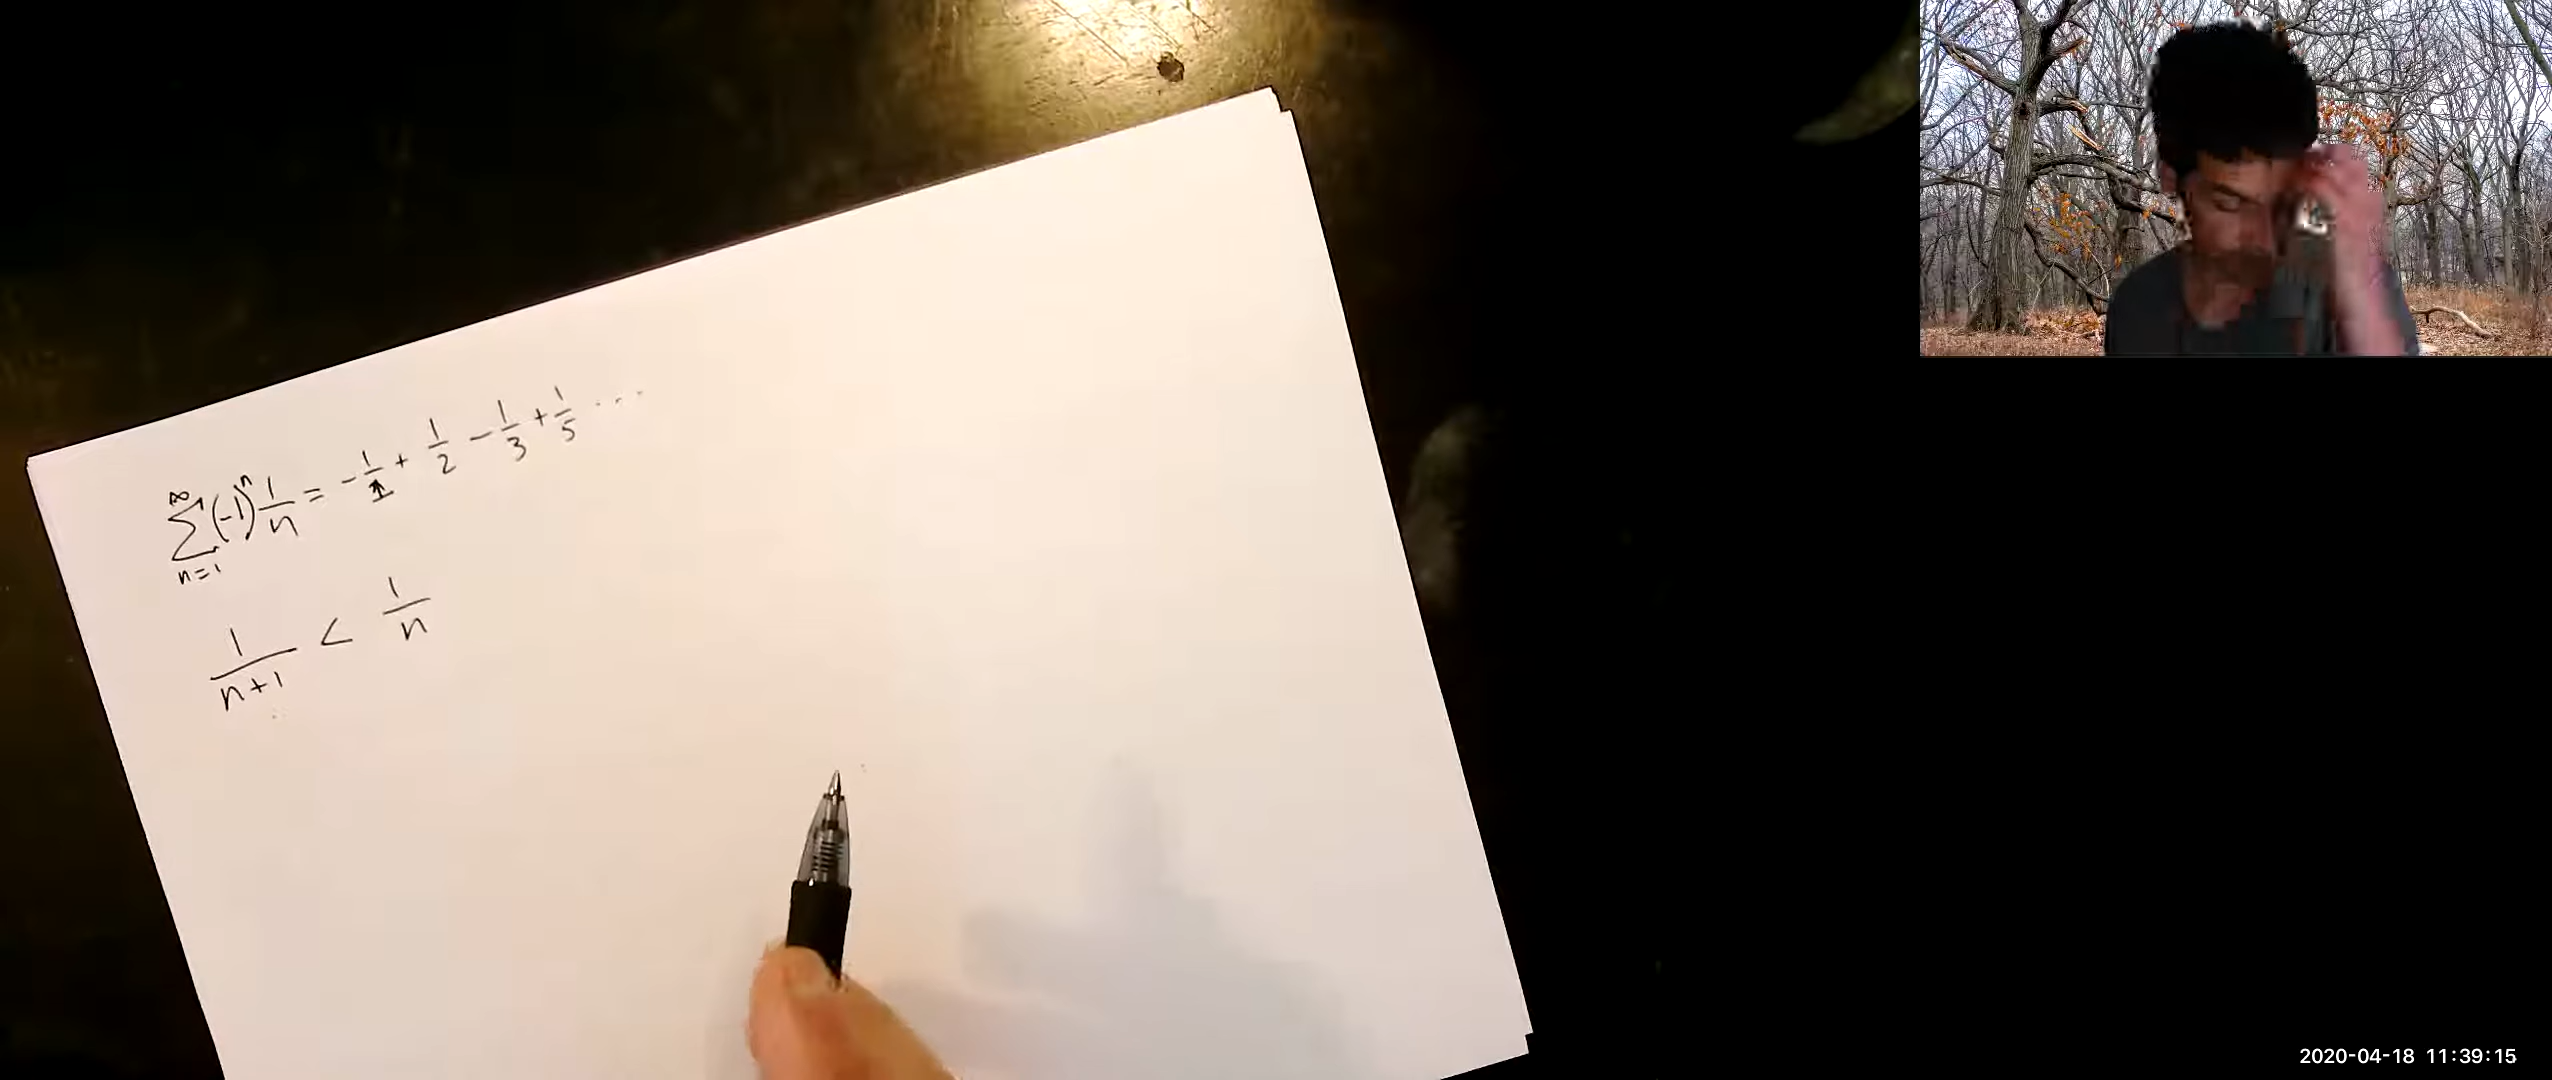 ∞
∑ (-1)^n 1/n = - 1/1 + 1/2 - 1/3 + 1/5 ...
n=1
1/(n+1) < 1/n
2020-04-18 11:39:15